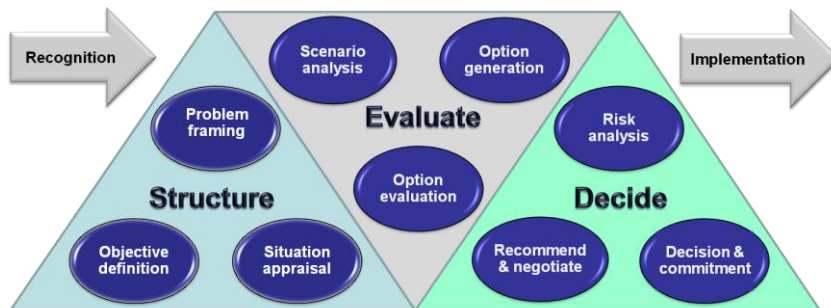 Recognition
Problem
framing
Structure
Objective
definition
Situation
appraisal
Scenario
analysis
Option
generation
Evaluate
Option
evaluation
Risk
analysis
Decide
Recommend
& negotiate
Decision &
commitment
Implementation